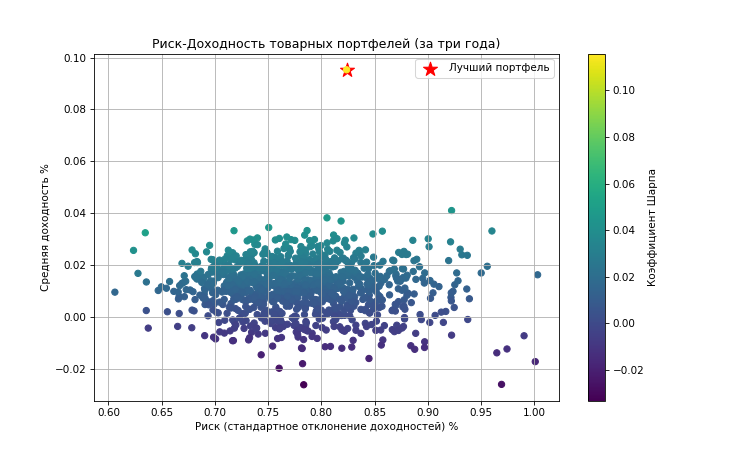 Риск-Доходность товарных портфелей (за три года)
Лучший портфель
Средняя доходность %
0.10
0.08
0.06
0.04
0.02
0.00
−0.02
0.60 0.65 0.70 0.75 0.80 0.85 0.90 0.95 1.00
Риск (стандартное отклонение доходностей) %
0.10
0.08
0.06
0.04
0.02
0.00
−0.02
Коэффициент Шарпа